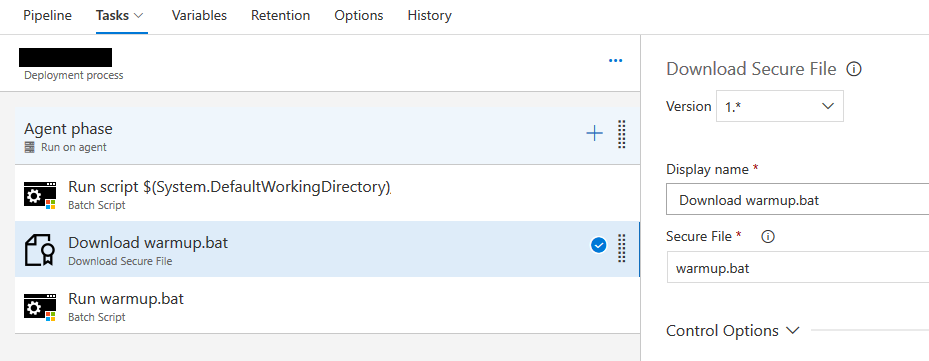 Pipeline Tasks Variables Retention Options History
Deployment process
...
Agent phase
Run on agent
Run script $(System.DefaultWorkingDirectory)
Batch Script
Download warmup.bat
Download Secure File
Run warmup.bat
Batch Script
Download Secure File
Version 1.*
Display name *
Download warmup.bat
Secure File *
warmup.bat
Control Options